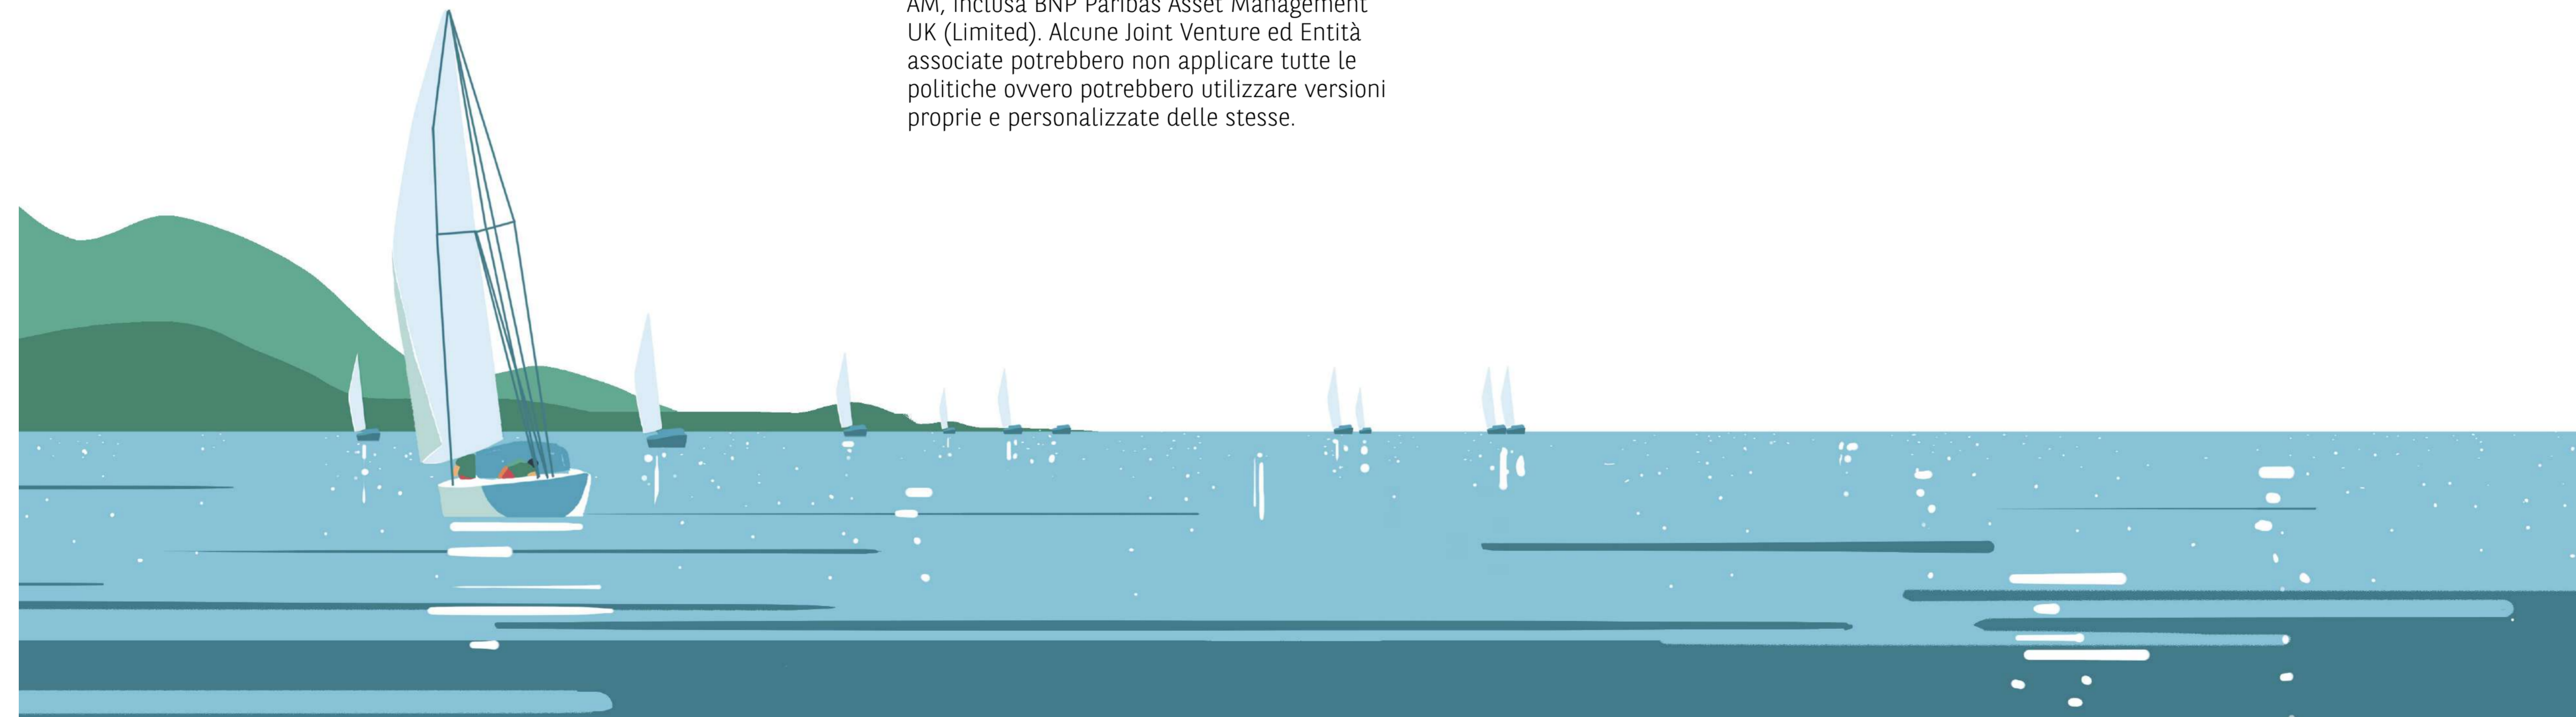 AM, inclusa BNP Paribas Asset Management
UK (Limited). Alcune Joint Venture ed Entità
associate potrebbero non applicare tutte le
politiche ovvero potrebbero utilizzare versioni
proprie e personalizzate delle stesse.